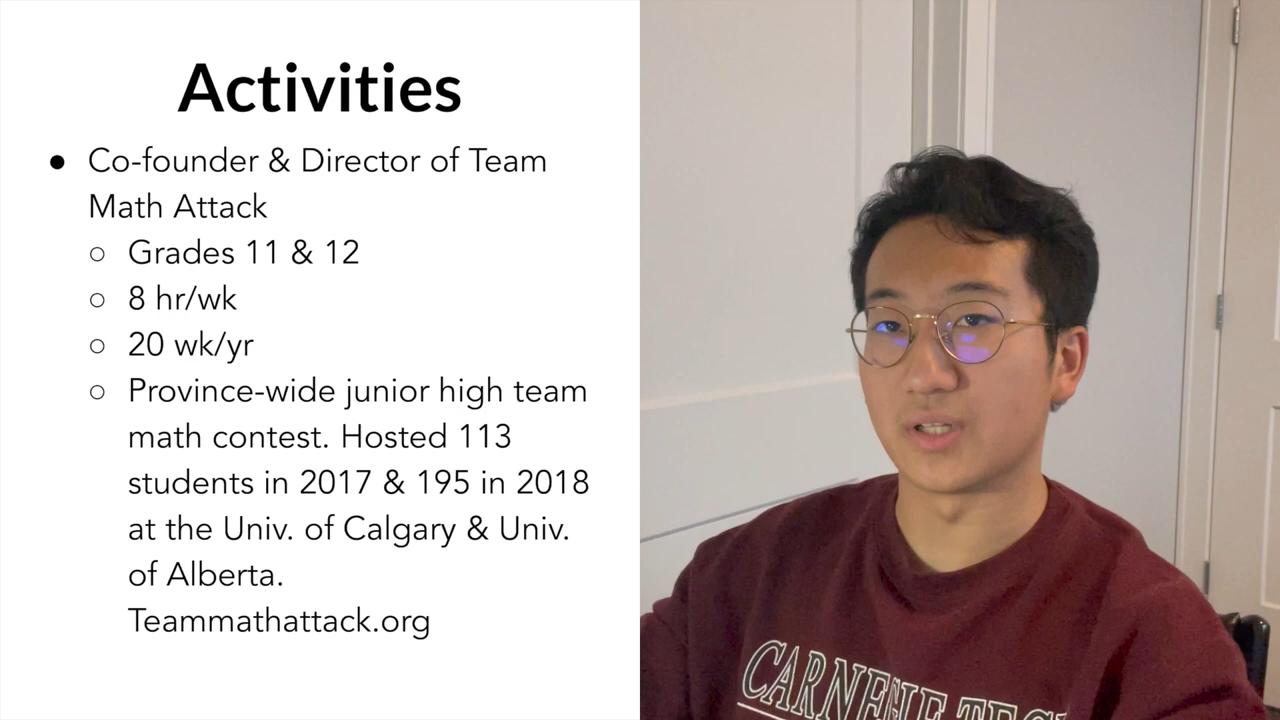 Activities
● Co-founder & Director of Team
Math Attack
○ Grades 11 & 12
○ 8 hr/wk
○ 20 wk/yr
○ Province-wide junior high team
math contest. Hosted 113
students in 2017 & 195 in 2018
at the Univ. of Calgary & Univ.
of Alberta.
Teammathattack.org
CARNEGIE TECH